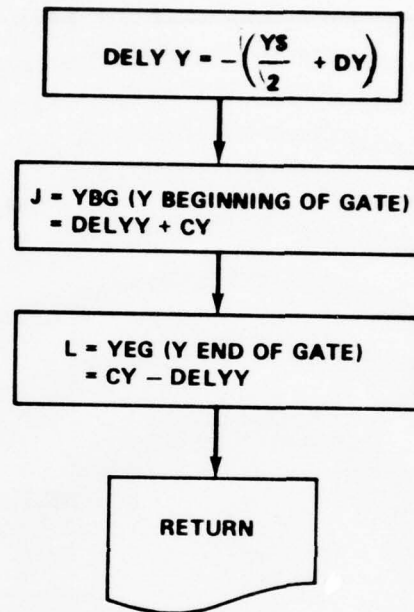 DELY Y = -(YS/2 + DY)
J = YBG (Y BEGINNING OF GATE)
= DELYY + CY
L = YEG (Y END OF GATE)
= CY - DELYY
RETURN